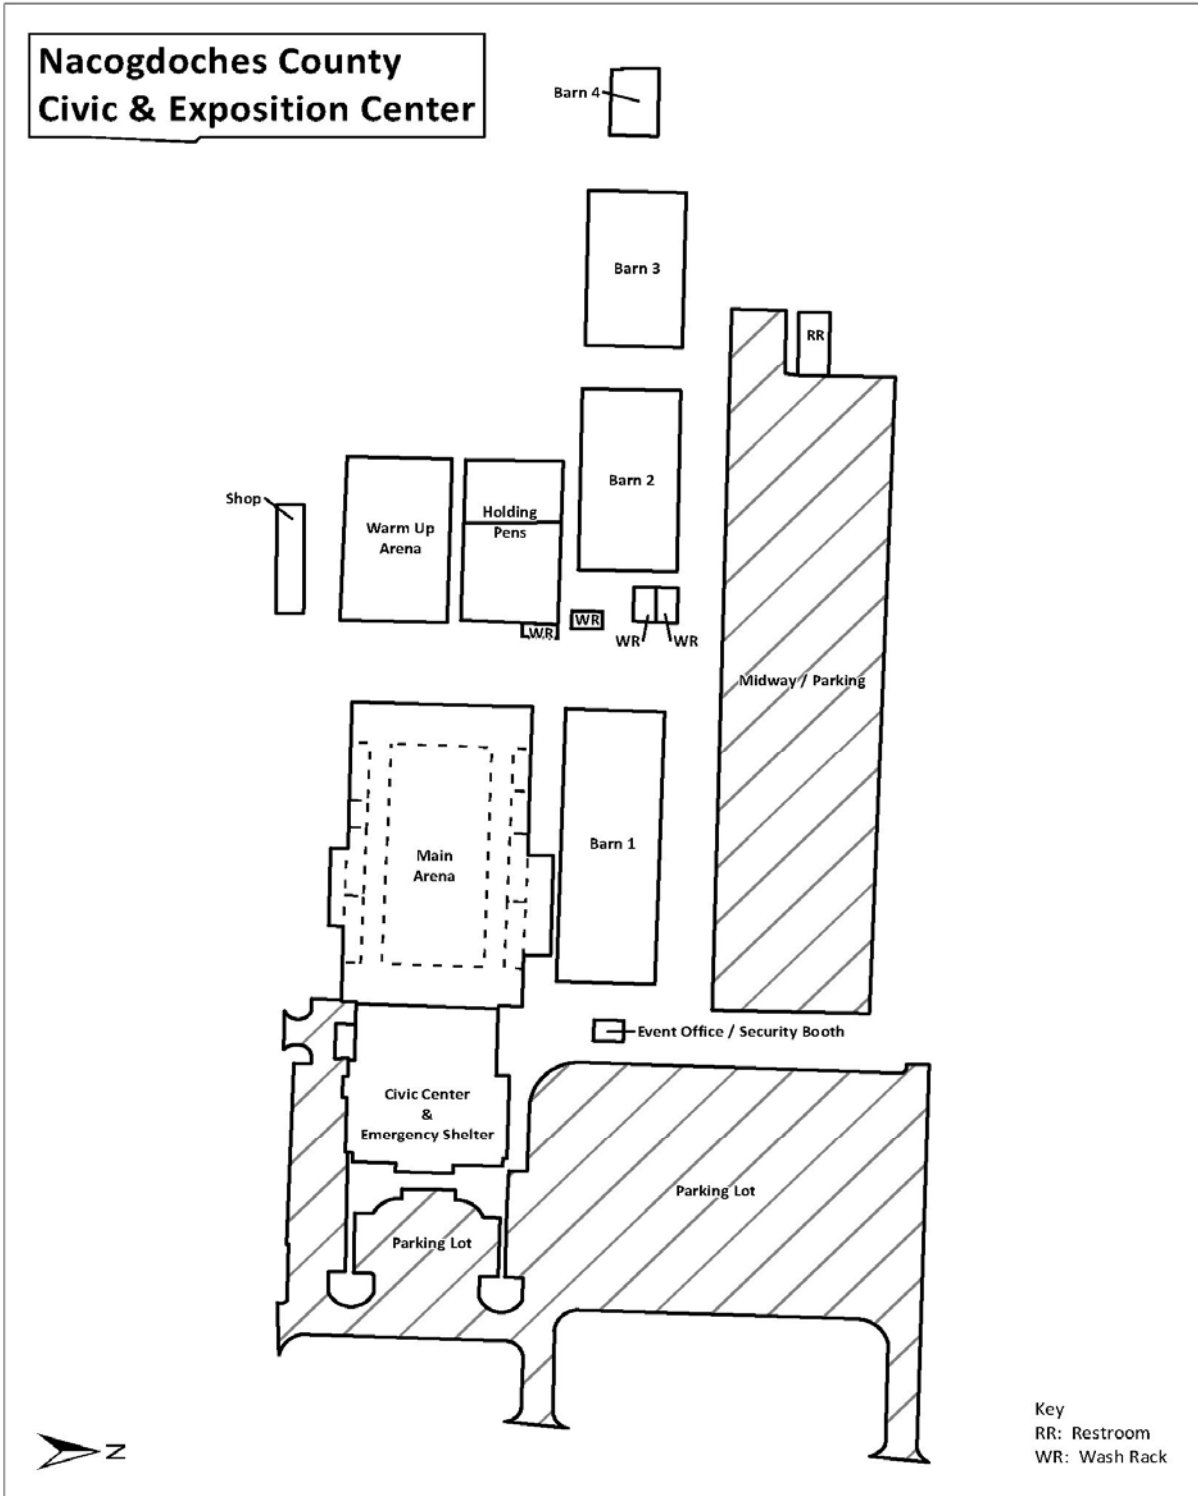 Nacogdoches County
Civic & Exposition Center
Barn 4
Barn 3
RR
Barn 2
Shop
Warm Up
Arena
Holding
Pens
WR
WR
WR
WR
Midway / Parking
Main
Arena
Barn 1
Event Office / Security Booth
Civic Center
&
Emergency Shelter
Parking Lot
Parking Lot
Key
RR: Restroom
WR: Wash Rack
N